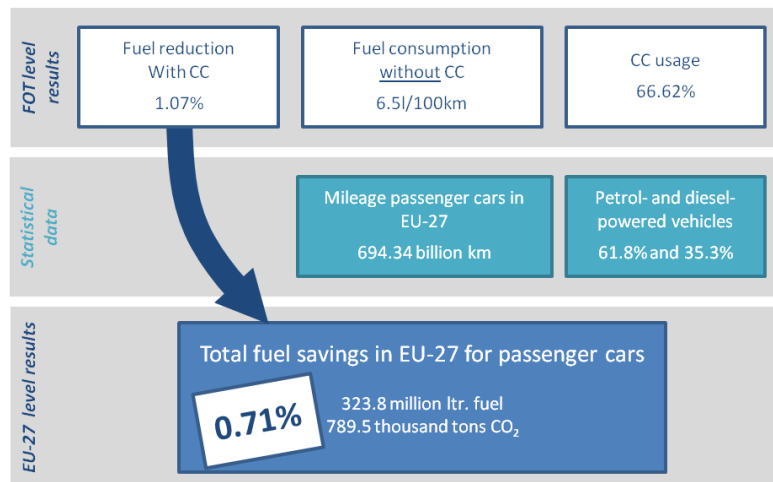 FOT level
results
Fuel reduction
With CC
1.07%
Fuel consumption
without CC
6.5l/100km
CC usage
66.62%
Statistical
data
Mileage passenger cars in
EU-27
694.34 billion km
Petrol- and diesel-
powered vehicles
61.8% and 35.3%
EU-27 level results
Total fuel savings in EU-27 for passenger cars
0.71%
323.8 million ltr. fuel
789.5 thousand tons CO₂